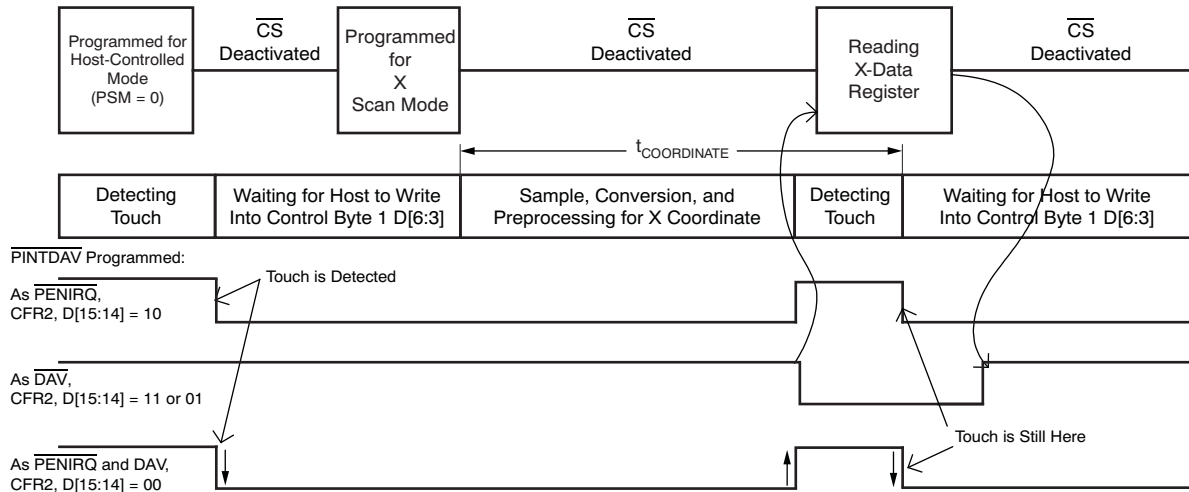 Programmed for
Host-Controlled
Mode
(PSM = 0)
CS
Deactivated
Programmed
for
X
Scan Mode
CS
Deactivated
Reading
X-Data
Register
CS
Deactivated
tCOORDINATE
Detecting
Touch
Waiting for Host to Write
Into Control Byte 1 D[6:3]
Sample, Conversion, and
Preprocessing for X Coordinate
Detecting
Touch
Waiting for Host to Write
Into Control Byte 1 D[6:3]
PINTDAV Programmed:
Touch is Detected
As PENIRQ,
CFR2, D[15:14] = 10
As DAV,
CFR2, D[15:14] = 11 or 01
Touch is Still Here
As PENIRQ and DAV,
CFR2, D[15:14] = 00